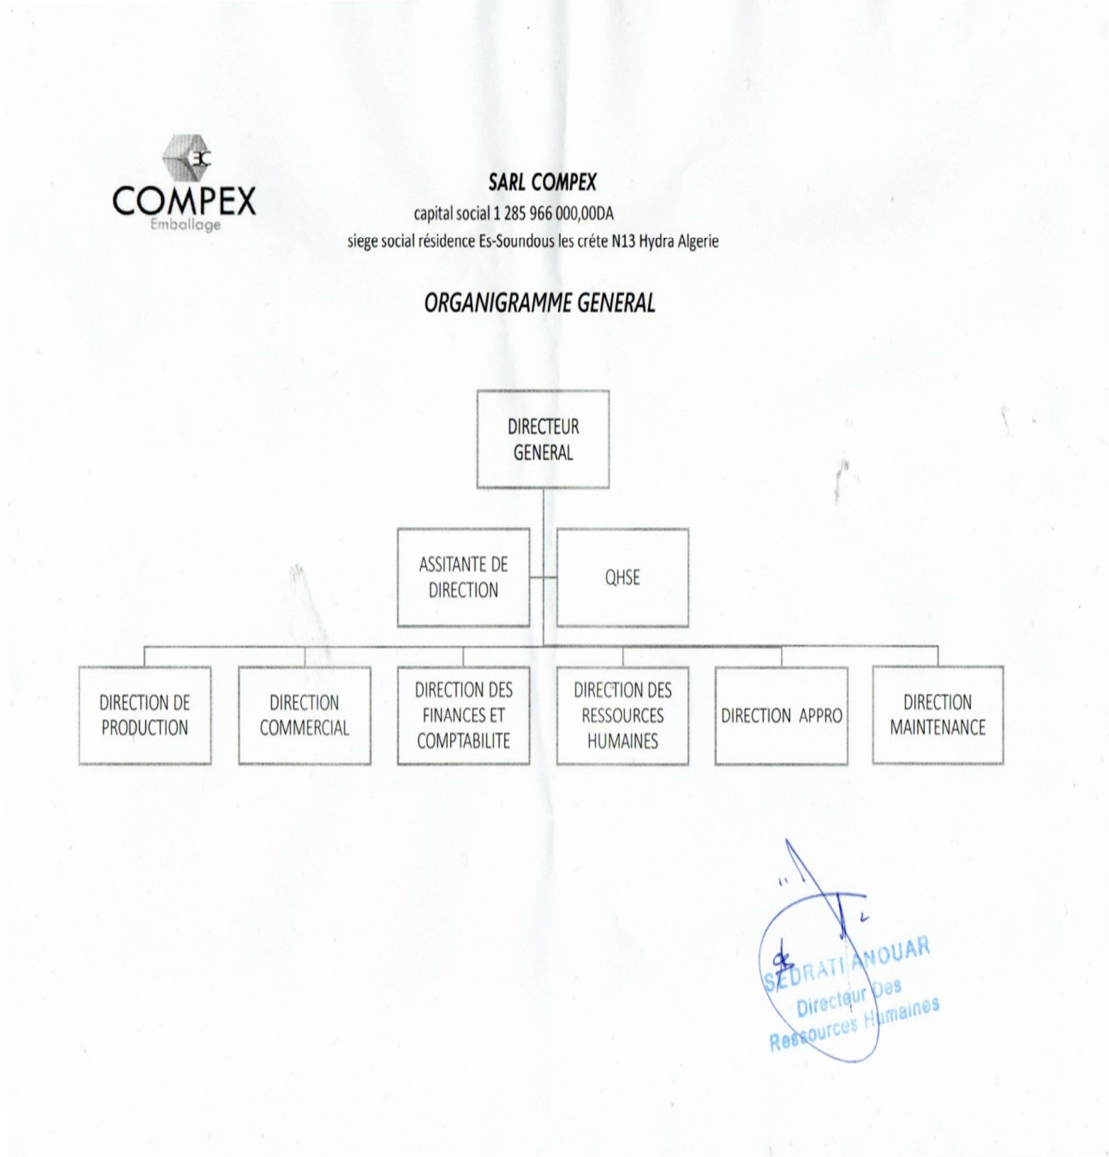 COMPEX
Emballage
SARL COMPEX
capital social 1 285 966 000,00DA
siege social résidence Es-Soundous les créte N13 Hydra Algerie
ORGANIGRAMME GENERAL
DIRECTEUR
GENERAL
ASSITANTE DE
DIRECTION
QHSE
DIRECTION DE
PRODUCTION
DIRECTION
COMMERCIAL
DIRECTION DES
FINANCES ET
COMPTABILITE
DIRECTION DES
RESSOURCES
HUMAINES
DIRECTION APPRO
DIRECTION
MAINTENANCE
SEDRATI ANOUAR
Directeur Des
Ressources Humaines